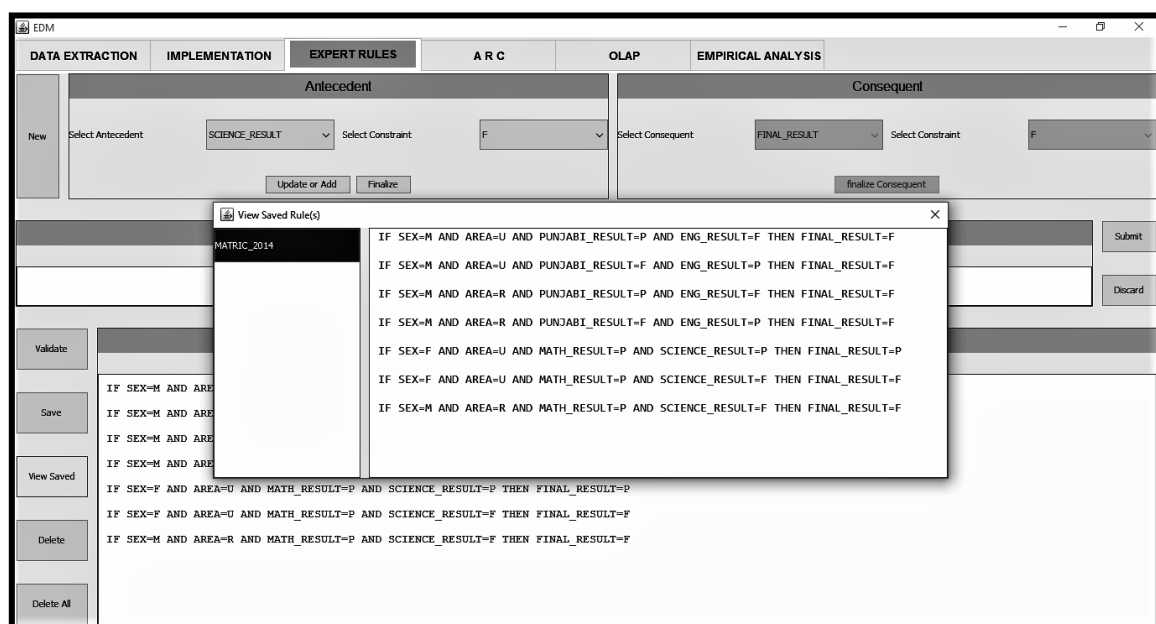 EDM
DATA EXTRACTION IMPLEMENTATION EXPERT RULES A R C OLAP EMPIRICAL ANALYSIS
Antecedent Consequent
New Select Antecedent SCIENCE_RESULT Select Constraint F Select Consequent FINAL_RESULT Select Constraint F
Update or Add Finalize finalize Consequent
View Saved Rule(s)
MATRIC_2014
IF SEX=M AND AREA=U AND PUNJABI_RESULT=P AND ENG_RESULT=F THEN FINAL_RESULT=F
IF SEX=M AND AREA=U AND PUNJABI_RESULT=F AND ENG_RESULT=P THEN FINAL_RESULT=F
IF SEX=M AND AREA=R AND PUNJABI_RESULT=P AND ENG_RESULT=F THEN FINAL_RESULT=F
IF SEX=M AND AREA=R AND PUNJABI_RESULT=F AND ENG_RESULT=P THEN FINAL_RESULT=F
IF SEX=F AND AREA=U AND MATH_RESULT=P AND SCIENCE_RESULT=P THEN FINAL_RESULT=P
IF SEX=F AND AREA=U AND MATH_RESULT=P AND SCIENCE_RESULT=F THEN FINAL_RESULT=F
IF SEX=M AND AREA=R AND MATH_RESULT=P AND SCIENCE_RESULT=F THEN FINAL_RESULT=F
Submit
Discard
Validate
Save
View Saved
Delete
Delete All
IF SEX=M AND ARE
IF SEX=M AND ARE
IF SEX=M AND ARE
IF SEX=M AND ARE
IF SEX=F AND AREA=U AND MATH_RESULT=P AND SCIENCE_RESULT=P THEN FINAL_RESULT=P
IF SEX=F AND AREA=U AND MATH_RESULT=P AND SCIENCE_RESULT=F THEN FINAL_RESULT=F
IF SEX=M AND AREA=R AND MATH_RESULT=P AND SCIENCE_RESULT=F THEN FINAL_RESULT=F